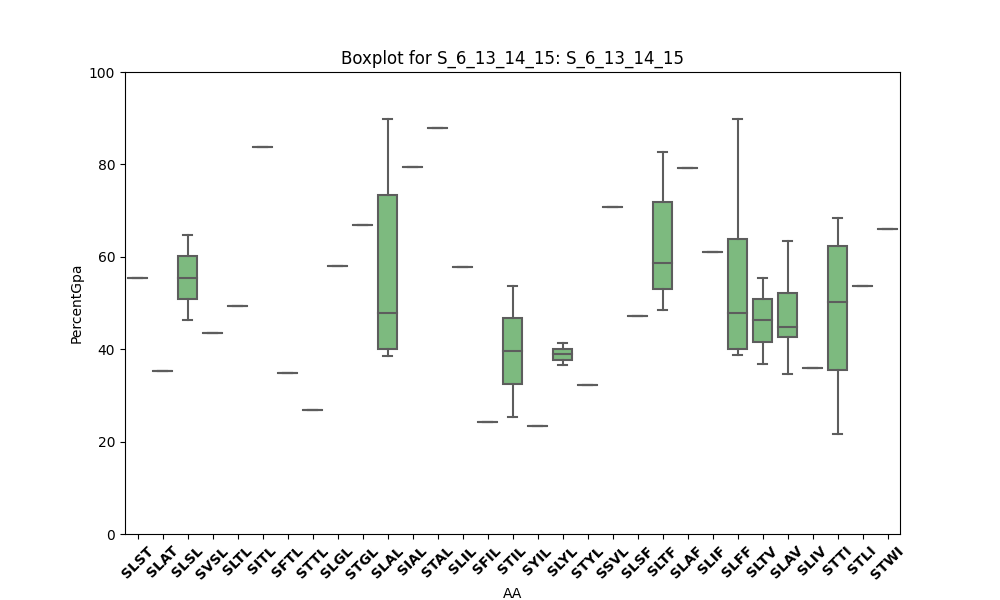 Boxplot for S_6_13_14_15: S_6_13_14_15
100
80
60
40
20
0
PercentGpa
SLST SLAT SLSL SVSL SLTL SITL SFTL STTL SLGL STGL SLAL SIAL STAL SLIL SFIL STIL SYIL SLYL STYL SSVL SLSF SLTF SLAF SLIF SLFF SLTV SLAV SLIV STTI STLI STWI
AA